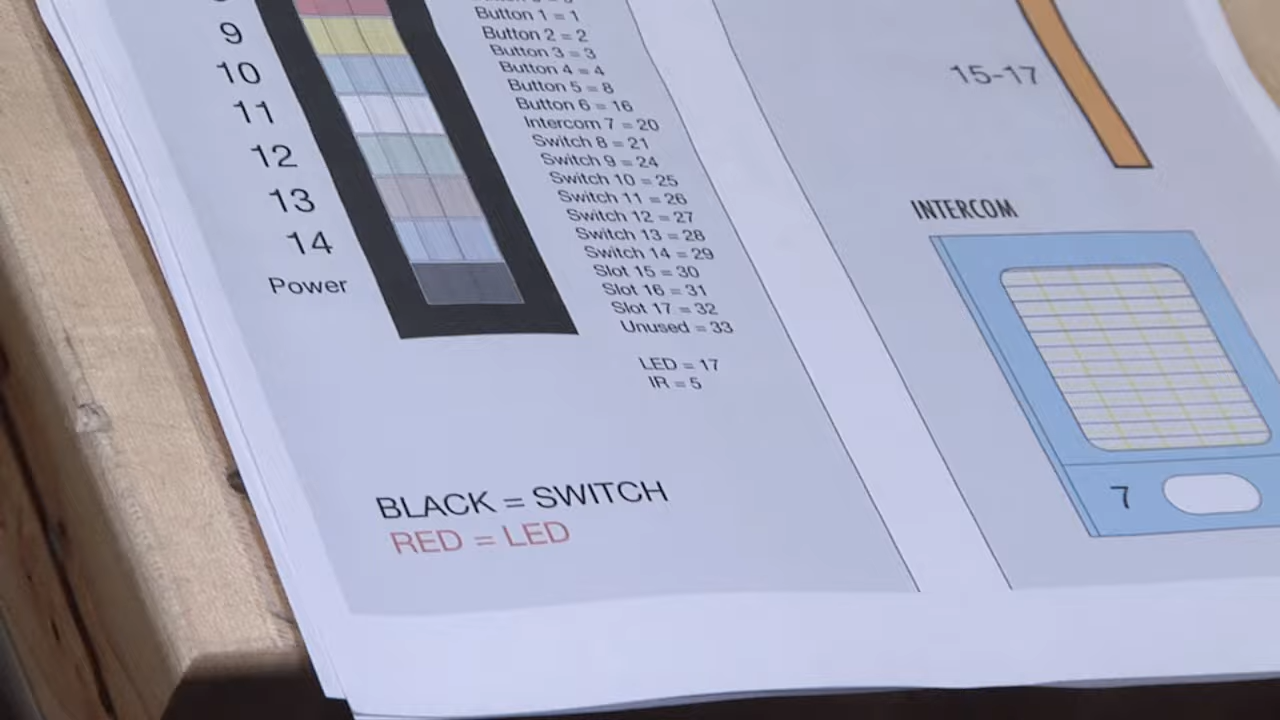 9
10
11
12
13
14
Power
Button 1 = 1
Button 2 = 2
Button 3 = 3
Button 4 = 4
Button 5 = 8
Button 6 = 16
Intercom 7 = 20
Switch 8 = 21
Switch 9 = 24
Switch 10 = 25
Switch 11 = 26
Switch 12 = 27
Switch 13 = 28
Switch 14 = 29
Slot 15 = 30
Slot 16 = 31
Slot 17 = 32
Unused = 33
LED = 17
IR = 5
BLACK = SWITCH
RED = LED
15-17
INTERCOM
7